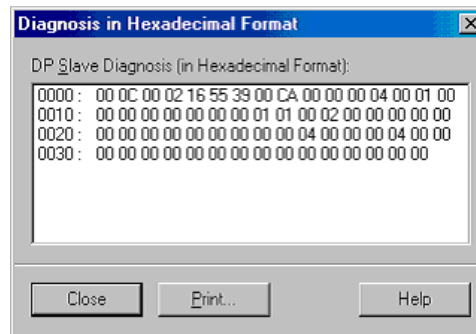 Diagnosis in Hexadecimal Format
DP Slave Diagnosis (in Hexadecimal Format):
0000 : 00 0C 00 02 16 55 39 00 CA 00 00 00 04 00 01 00
0010 : 00 00 00 00 00 00 01 01 00 02 00 00 00 00 00
0020 : 00 00 00 00 00 00 00 00 04 00 00 00 04 00 00
0030 : 00 00 00 00 00 00 00 00 00 00 00 00 00 00
Close
Print...
Help